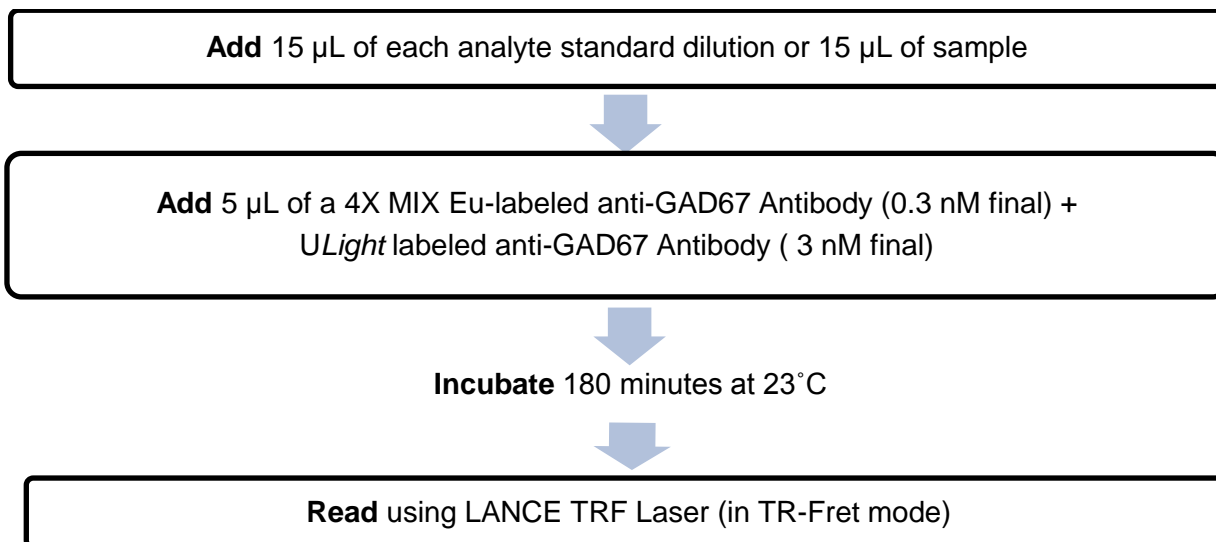 Add 15 µL of each analyte standard dilution or 15 µL of sample
Add 5 µL of a 4X MIX Eu-labeled anti-GAD67 Antibody (0.3 nM final) +
ULight labeled anti-GAD67 Antibody ( 3 nM final)
Incubate 180 minutes at 23˚C
Read using LANCE TRF Laser (in TR-Fret mode)